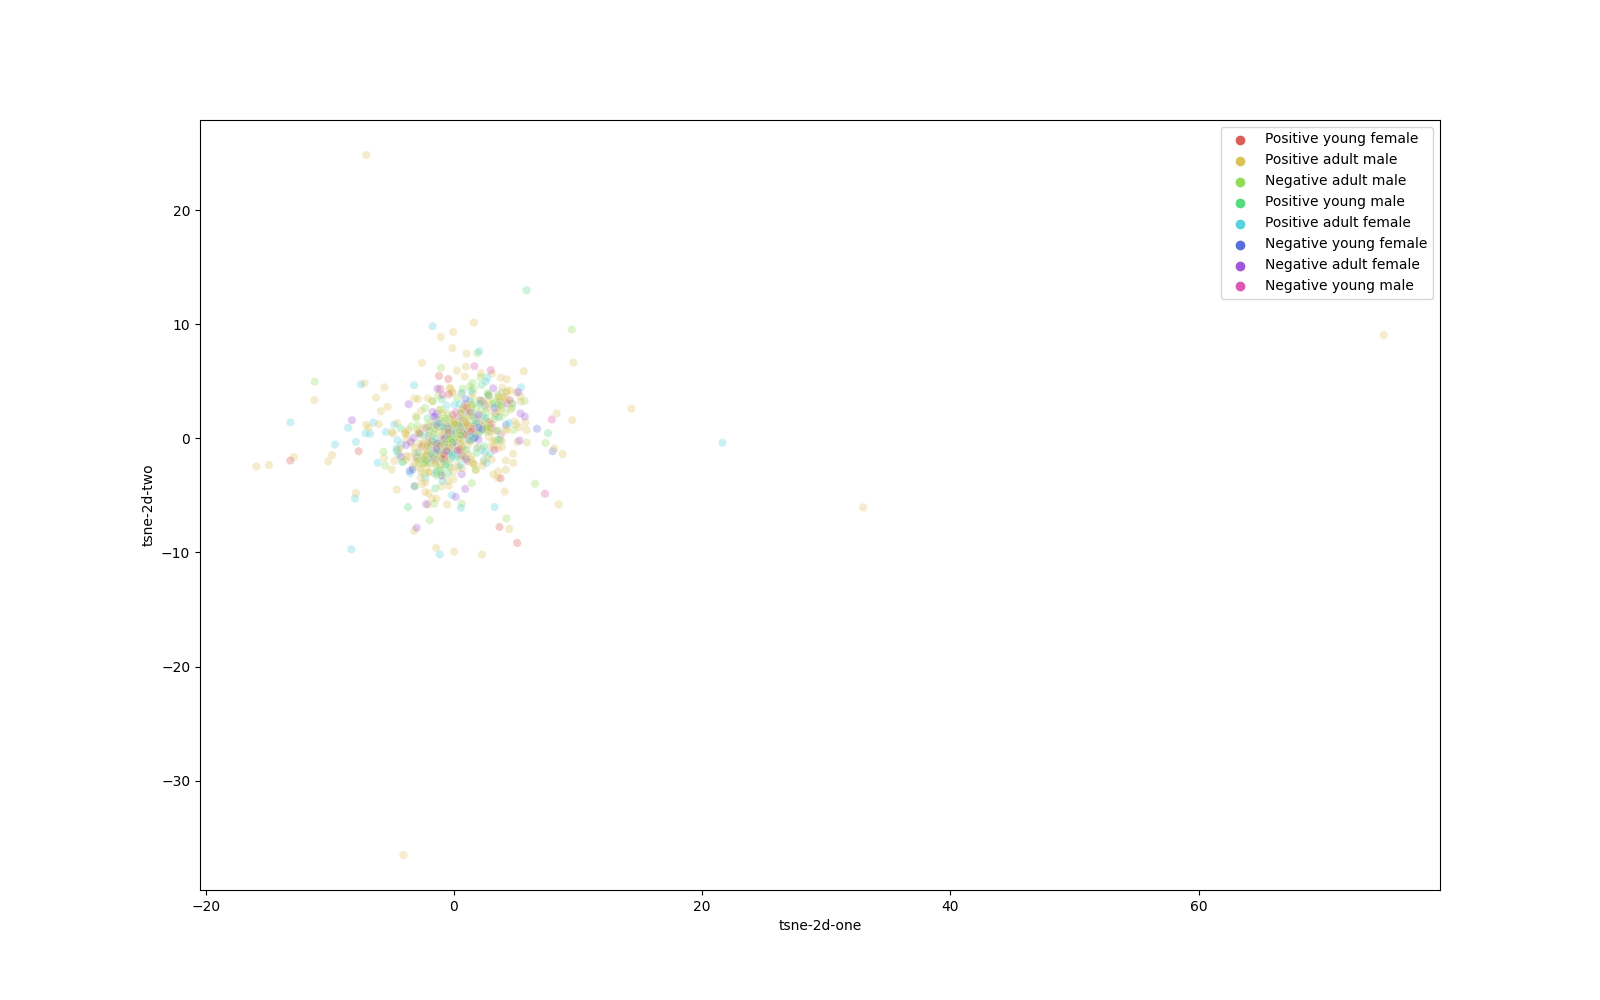 Positive young female
Positive adult male
Negative adult male
Positive young male
Positive adult female
Negative young female
Negative adult female
Negative young male
20
10
0
−10
−20
−30
tsne-2d-two
−20
0
20
40
60
tsne-2d-one